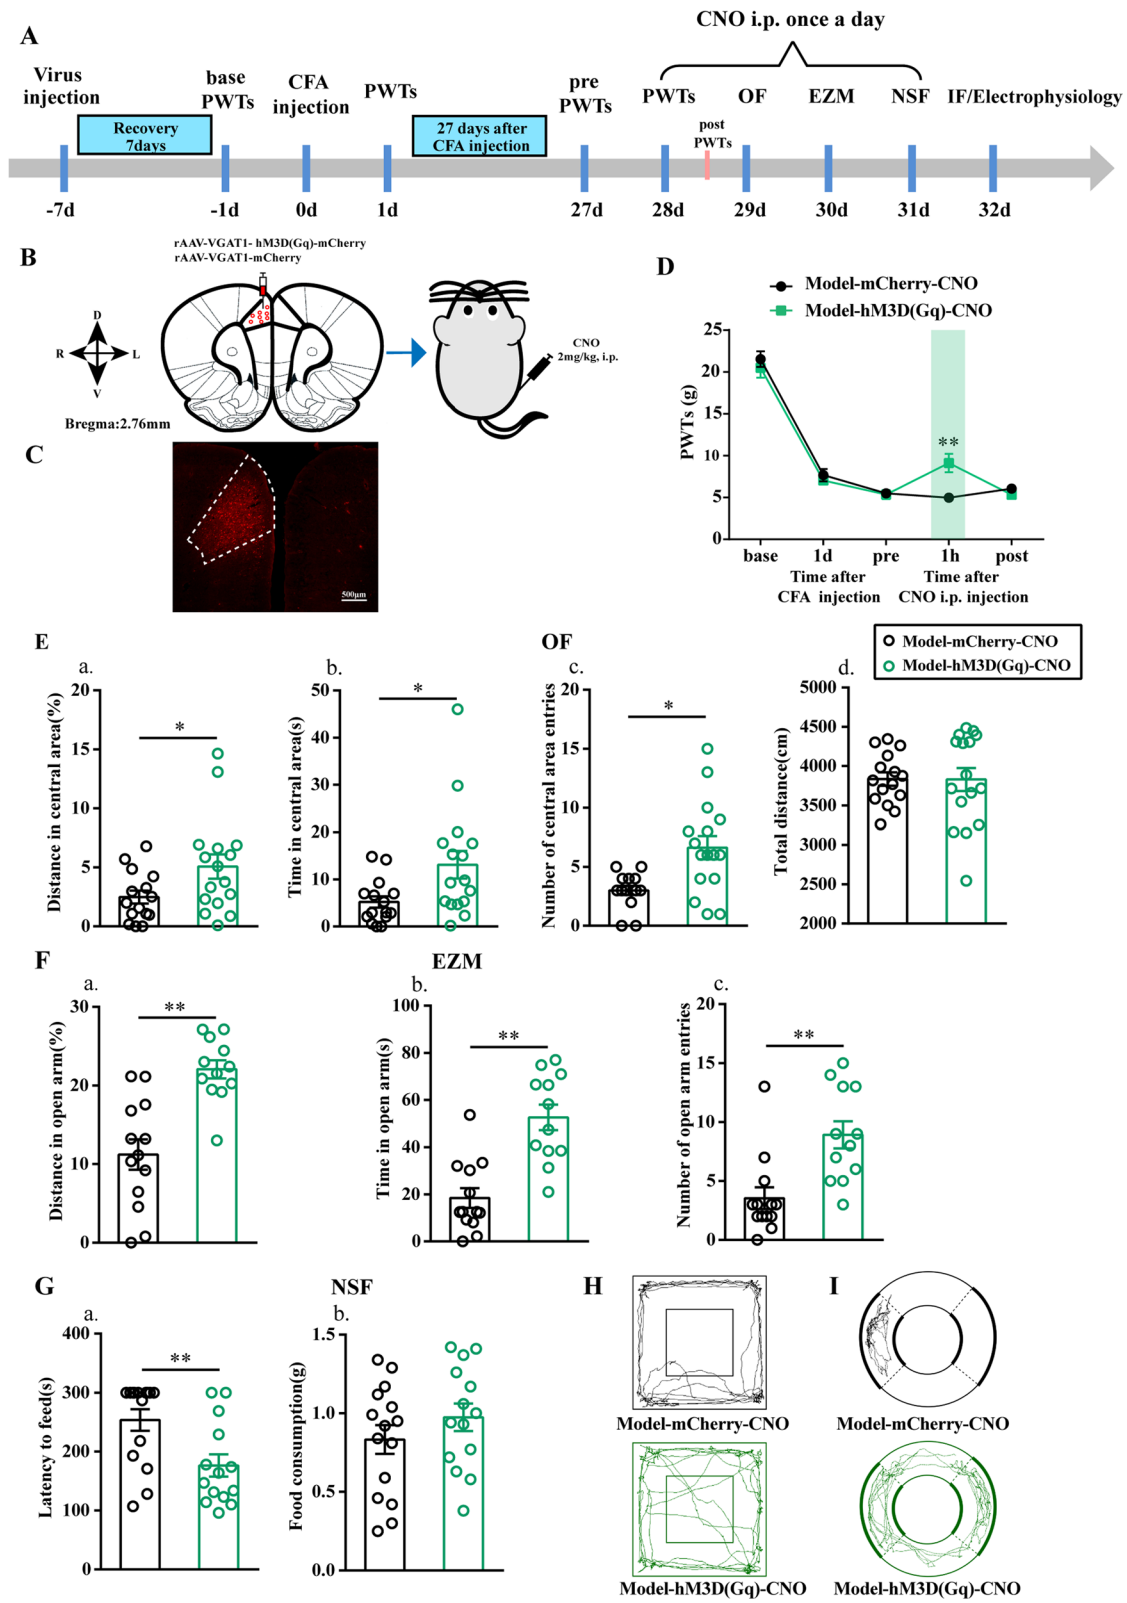 A
CNO i.p. once a day
Virus
injection
base
PWTs
CFA
injection
PWTs
pre
PWTs
PWTs
OF
EZM
NSF
IF/Electrophysiology
Recovery
7days
27 days after
CFA injection
post
PWTs
-7d
-1d
0d
1d
27d
28d
29d
30d
31d
32d
B
rAAV-VGAT1- hM3D(Gq)-mCherry
rAAV-VGAT1-mCherry
D
R
L
V
Bregma:2.76mm
CNO
2mg/kg, i.p.
C
500μm
D
Model-mCherry-CNO
Model-hM3D(Gq)-CNO
PWTs (g)
25
20
15
10
5
0
**
base
1d
pre
1h
post
Time after
CFA injection
Time after
CNO i.p. injection
E
OF
Model-mCherry-CNO
Model-hM3D(Gq)-CNO
a.
Distance in central area(%)
20
15
10
5
0
*
b.
Time in central area(s)
50
40
30
20
10
0
*
c.
Number of central area entries
20
15
10
5
0
*
d.
Total distance(cm)
5000
4500
4000
3500
3000
2500
2000
F
EZM
a.
Distance in open arm(%)
30
20
10
0
**
b.
Time in open arm(s)
100
80
60
40
20
0
**
c.
Number of open arm entries
20
15
10
5
0
**
G
NSF
a.
Latency to feed(s)
400
300
200
100
0
**
b.
Food consumption(g)
1.5
1.0
0.5
0.0
H
Model-mCherry-CNO
Model-hM3D(Gq)-CNO
I
Model-mCherry-CNO
Model-hM3D(Gq)-CNO